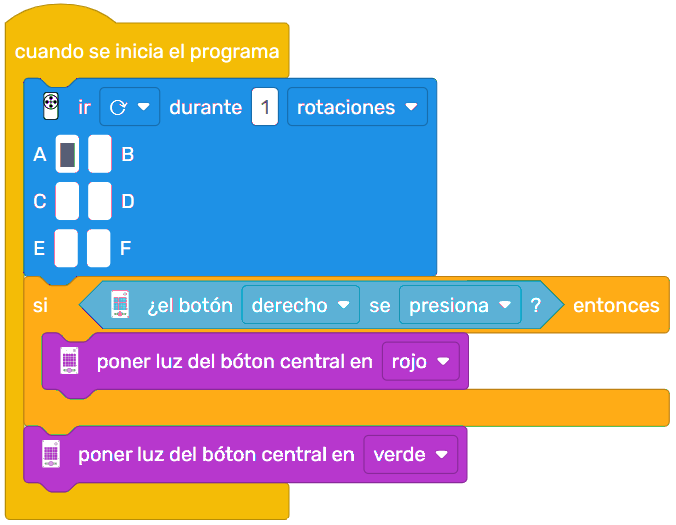 cuando se inicia el programa
ir durante 1 rotaciones
A B
C D
E F
si ¿el botón derecho se presiona ? entonces
poner luz del bóton central en rojo
poner luz del bóton central en verde